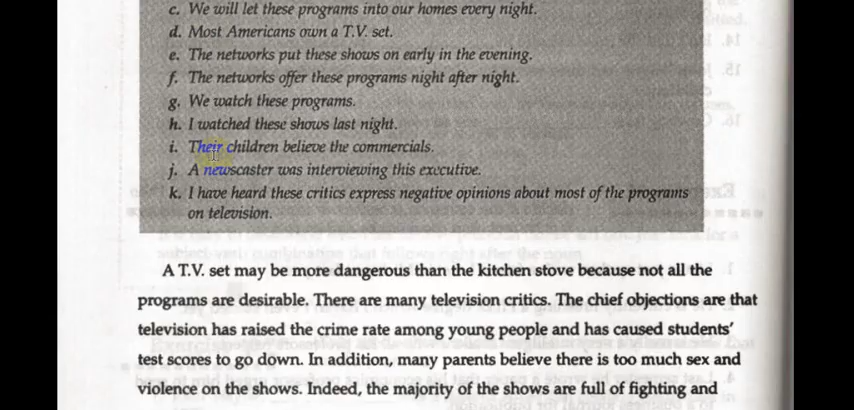 c. We will let these programs into our homes every night.
d. Most Americans own a T.V. set.
e. The networks put these shows on early in the evening.
f. The networks offer these programs night after night.
g. We watch these programs.
h. I watched these shows last night.
i. Their children believe the commercials.
j. A newscaster was interviewing this executive.
k. I have heard these critics express negative opinions about most of the programs
on television.
A T.V. set may be more dangerous than the kitchen stove because not all the
programs are desirable. There are many television critics. The chief objections are that
television has raised the crime rate among young people and has caused students'
test scores to go down. In addition, many parents believe there is too much sex and
violence on the shows. Indeed, the majority of the shows are full of fighting and